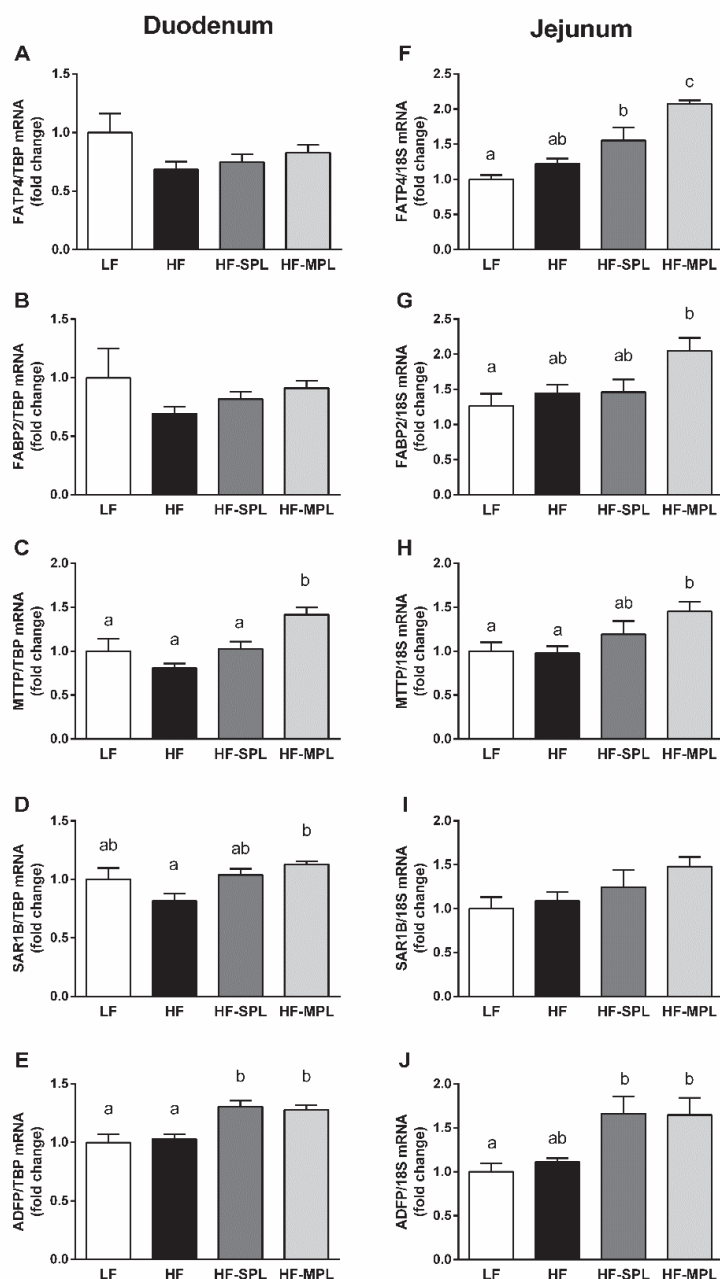 Duodenum
Jejunum
A
FATP4/TBP mRNA
(fold change)
1.5
1.0
0.5
0.0
LF HF HF-SPL HF-MPL
F
FATP4/18S mRNA
(fold change)
2.5
2.0
1.5
1.0
0.5
0.0
a ab b c
LF HF HF-SPL HF-MPL
B
FABP2/TBP mRNA
(fold change)
1.5
1.0
0.5
0.0
LF HF HF-SPL HF-MPL
G
FABP2/18S mRNA
(fold change)
2.5
2.0
1.5
1.0
0.5
0.0
a ab ab b
LF HF HF-SPL HF-MPL
C
MTTP/TBP mRNA
(fold change)
2.0
1.5
1.0
0.5
0.0
a a a b
LF HF HF-SPL HF-MPL
H
MTTP/18S mRNA
(fold change)
2.0
1.5
1.0
0.5
0.0
a a ab b
LF HF HF-SPL HF-MPL
D
SAR1B/TBP mRNA
(fold change)
1.5
1.0
0.5
0.0
ab a ab b
LF HF HF-SPL HF-MPL
I
SAR1B/18S mRNA
(fold change)
2.0
1.5
1.0
0.5
0.0
LF HF HF-SPL HF-MPL
E
ADFP/TBP mRNA
(fold change)
1.5
1.0
0.5
0.0
a a b b
LF HF HF-SPL HF-MPL
J
ADFP/18S mRNA
(fold change)
2.0
1.5
1.0
0.5
0.0
a ab b b
LF HF HF-SPL HF-MPL